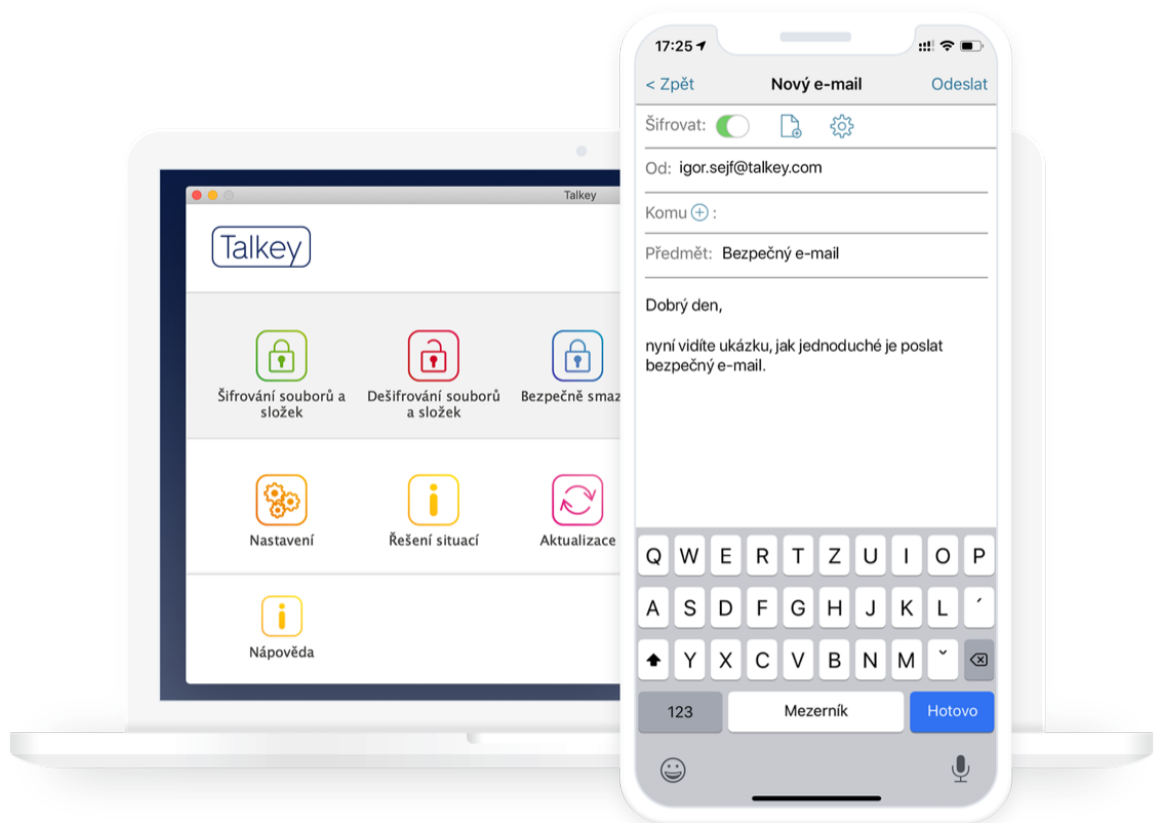 Talkey
Talkey
Šifrování souborů a
složek
Dešifrování souborů
a složek
Bezpečně smaz
Nastavení
Řešení situací
Aktualizace
Nápověda
17:25
< Zpět
Nový e-mail
Odeslat
Šifrovat:
Od: igor.sejf@talkey.com
Komu :
Předmět: Bezpečný e-mail
Dobrý den,
nyní vidíte ukázku, jak jednoduché je poslat
bezpečný e-mail.
Q W E R T Z U I O P
A S D F G H J K L ´
Y X C V B N M ˇ
123
Mezerník
Hotovo